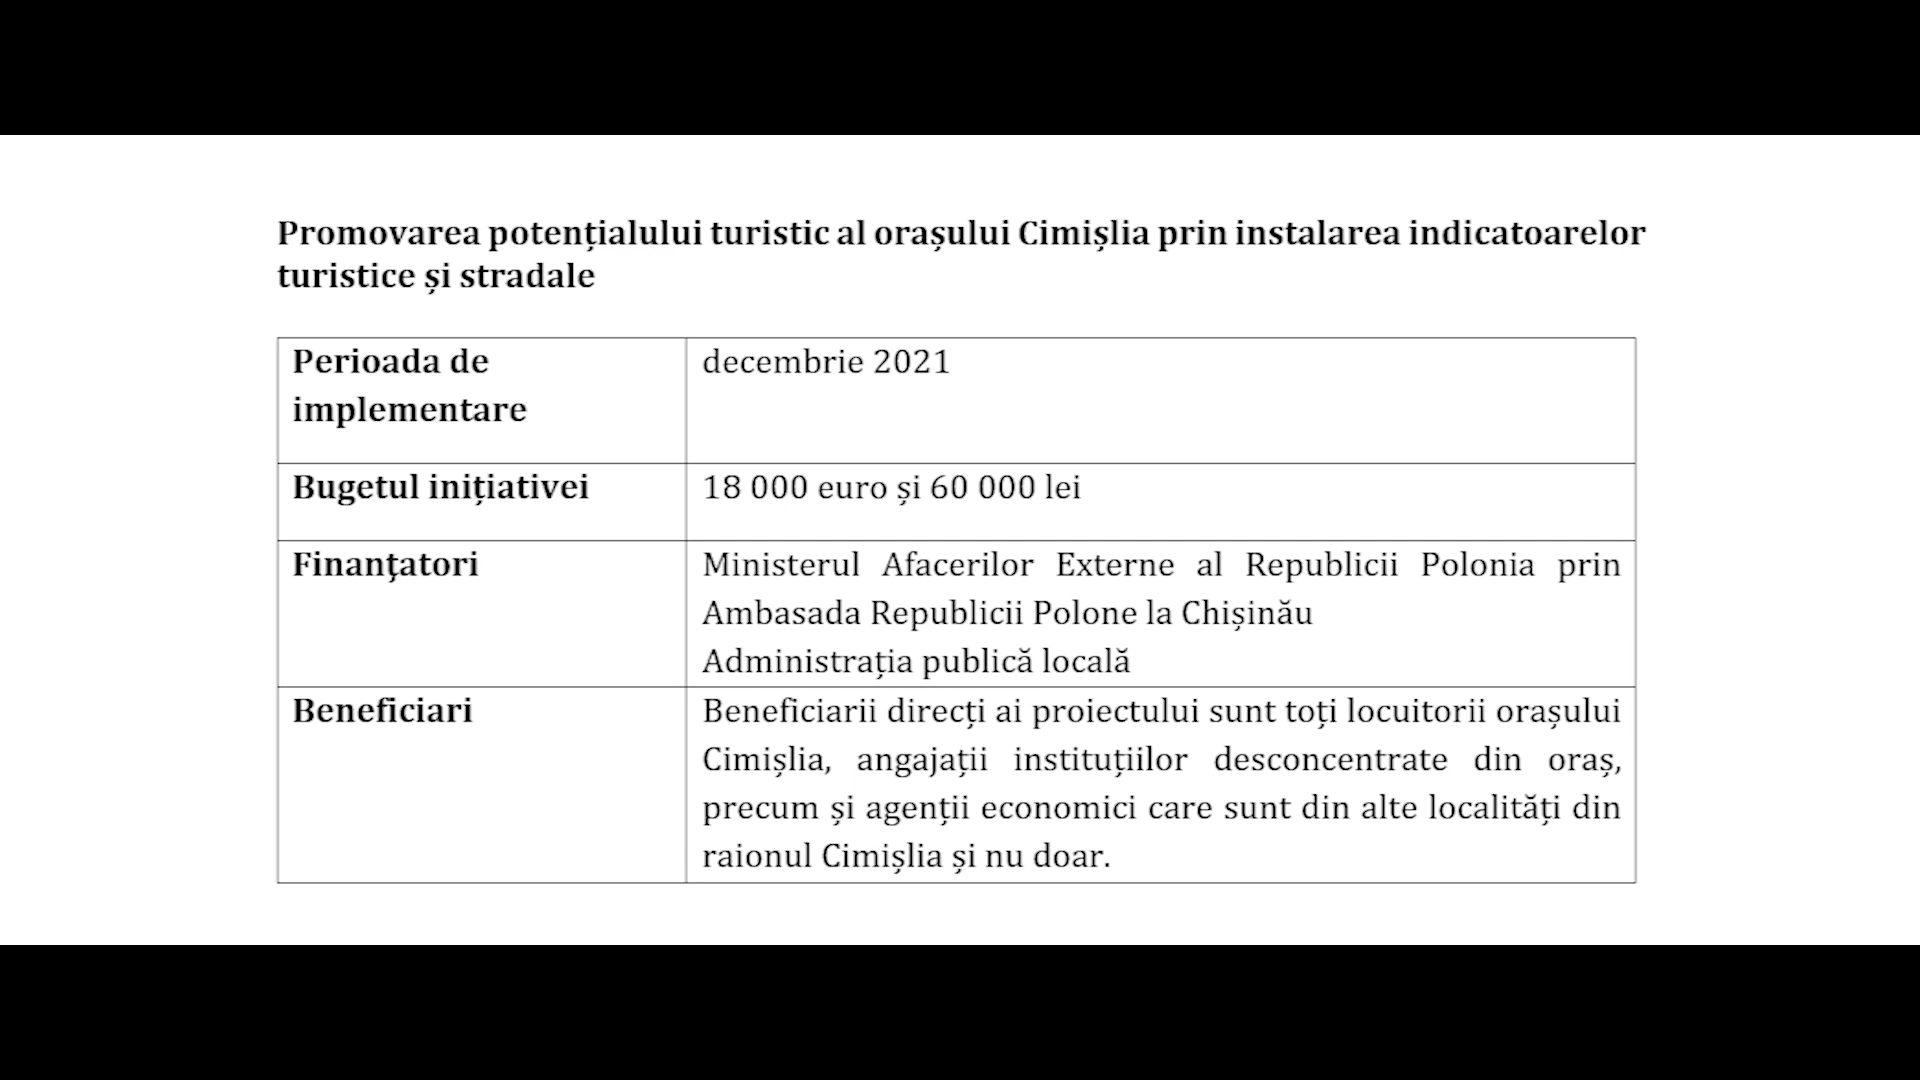 Promovarea potențialului turistic al orașului Cimișlia prin instalarea indicatoarelor
turistice și stradale
Perioada de
implementare
decembrie 2021
Bugetul inițiativei
18 000 euro și 60 000 lei
Finanțatori
Ministerul Afacerilor Externe al Republicii Polonia prin
Ambasada Republicii Polone la Chișinău
Administrația publică locală
Beneficiari
Beneficiarii direcți ai proiectului sunt toți locuitorii orașului
Cimișlia, angajații instituțiilor desconcentrate din oraș,
precum și agenții economici care sunt din alte localități din
raionul Cimișlia și nu doar.